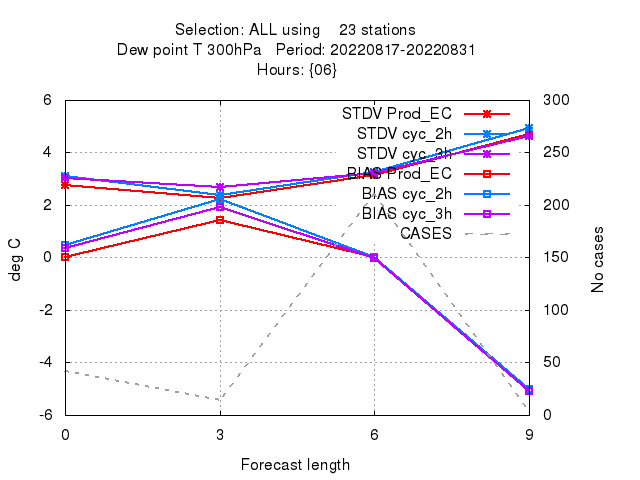 Selection: ALL using    23 stations
Dew point T 300hPa   Period: 20220817-20220831
Hours: {06}
STDV Prod_EC
STDV cyc_2h
STDV cyc_3h
BIAS Prod_EC
BIAS cyc_2h
BIAS cyc_3h
CASES
6
4
2
0
-2
-4
-6
deg C
300
250
200
150
100
50
0
No cases
0
3
6
9
Forecast length